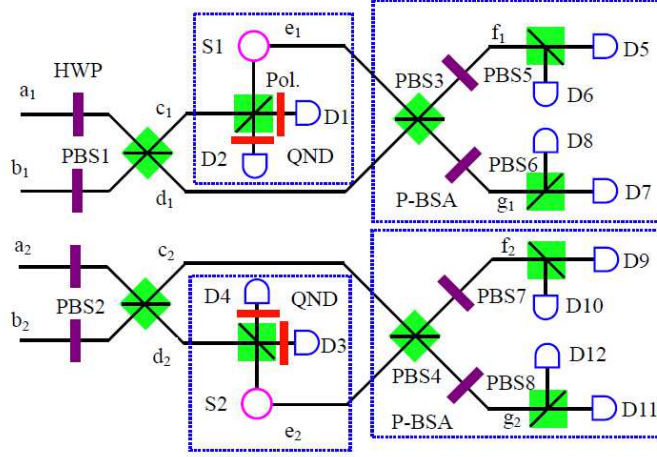 e₁
f₁
S1
D5
HWP
PBS5
a₁
Pol.
PBS3
D6
c₁
D1
D8
PBS1
D2
QND
PBS6
b₁
P-BSA
D7
d₁
g₁
a₂
c₂
f₂
D9
D4
QND
PBS2
PBS7
D10
b₂
D3
D12
d₂
PBS4
PBS8
S2
P-BSA
g₂
D11
e₂